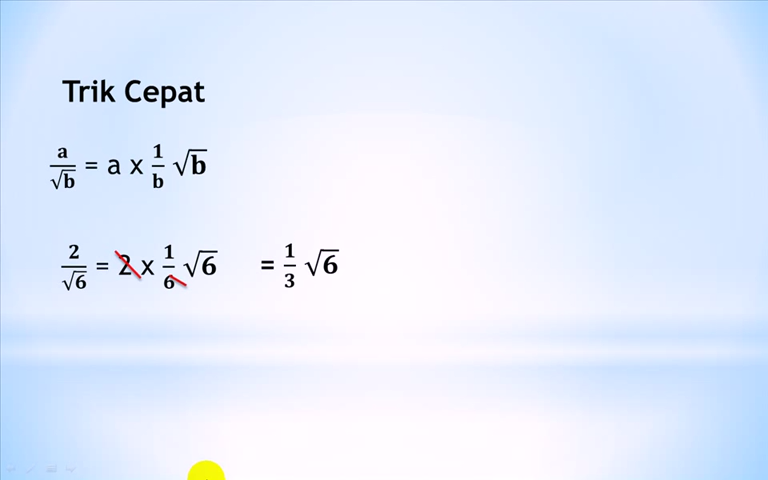 Trik Cepat
a/√b = a x 1/b √b
2/√6 = 2 x 1/6 √6 = 1/3 √6